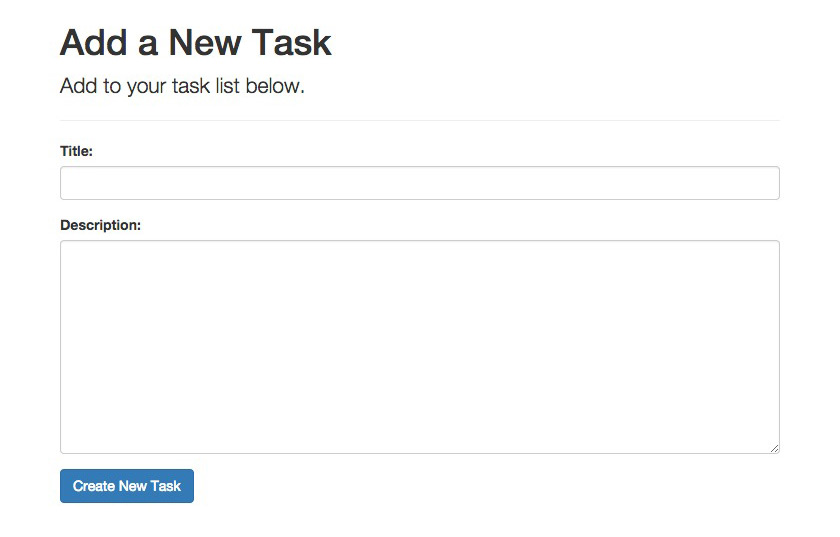 Add a New Task
Add to your task list below.
Title:
Description:
Create New Task